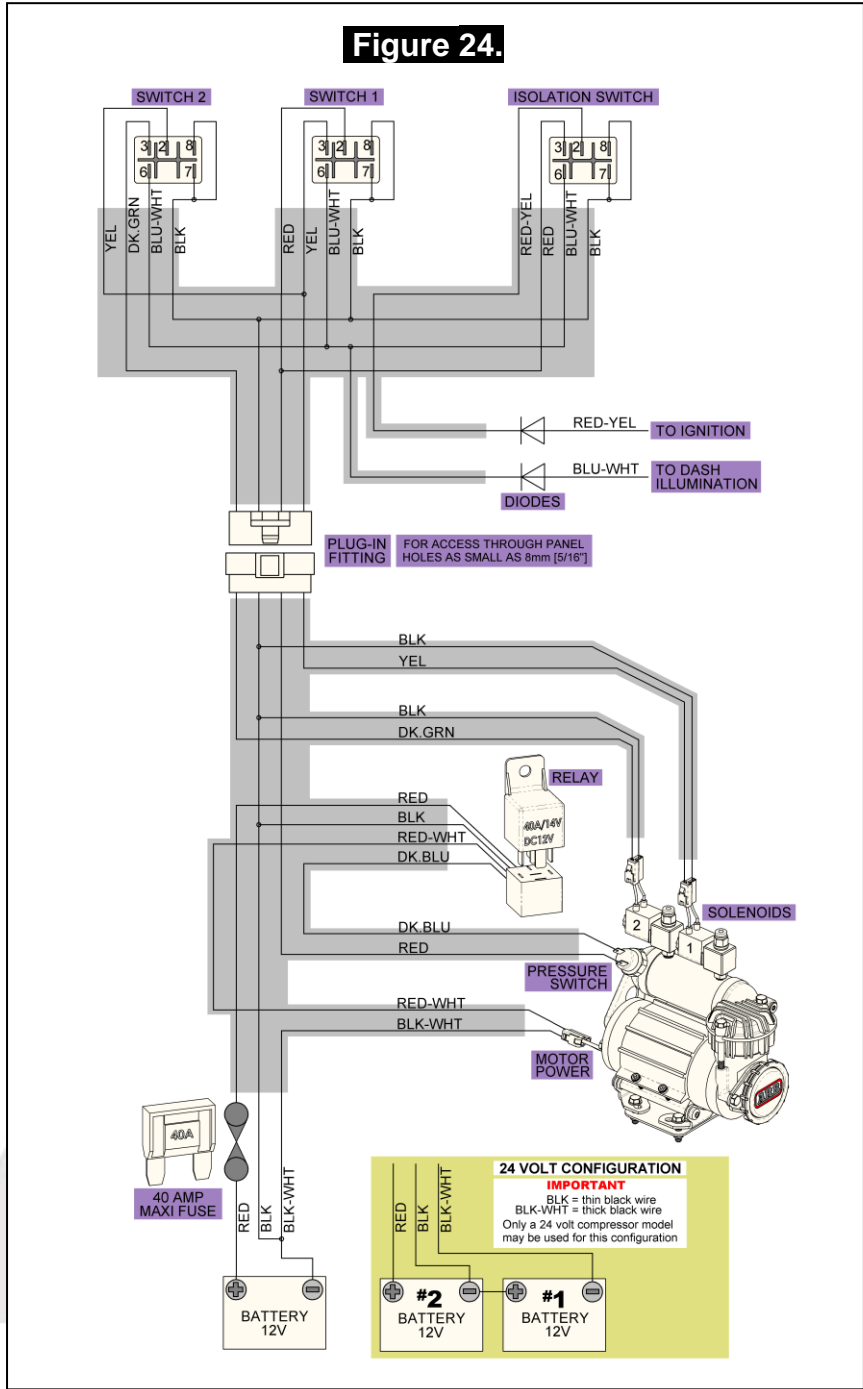 Figure 24.
SWITCH 2
SWITCH 1
ISOLATION SWITCH
3 2 8
6 7
3 2 8
6 7
3 2 8
6 7
YEL
DK.GRN
BLU-WHT
BLK
RED
YEL
BLU-WHT
BLK
RED-YEL
RED
BLU-WHT
BLK
RED-YEL
TO IGNITION
BLU-WHT
TO DASH
ILLUMINATION
DIODES
PLUG-IN
FITTING
FOR ACCESS THROUGH PANEL
HOLES AS SMALL AS 8mm [5/16"]
BLK
YEL
BLK
DK.GRN
RELAY
RED
BLK
RED-WHT
DK.BLU
40A/14V
DC12V
SOLENOIDS
2
1
DK.BLU
RED
PRESSURE
SWITCH
RED-WHT
BLK-WHT
MOTOR
POWER
ARB
40A
40 AMP
MAXI FUSE
RED
BLK
BLK-WHT
BATTERY
12V
24 VOLT CONFIGURATION
IMPORTANT
BLK = thin black wire
BLK-WHT = thick black wire
Only a 24 volt compressor model
may be used for this configuration
RED
BLK
BLK-WHT
#2
BATTERY
12V
#1
BATTERY
12V